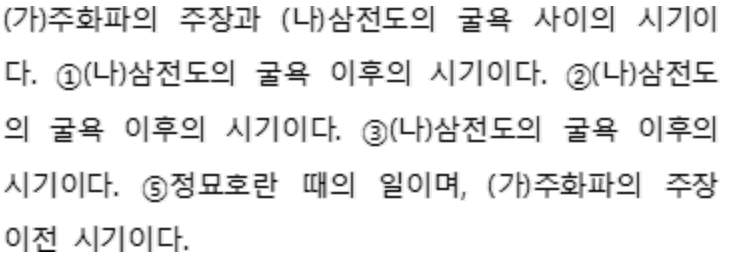 (가)주화파의 주장과 (나)삼전도의 굴욕 사이의 시기이
다. ①(나)삼전도의 굴욕 이후의 시기이다. ②(나)삼전도
의 굴욕 이후의 시기이다. ③(나)삼전도의 굴욕 이후의
시기이다. ⑤정묘호란 때의 일이며, (가)주화파의 주장
이전 시기이다.